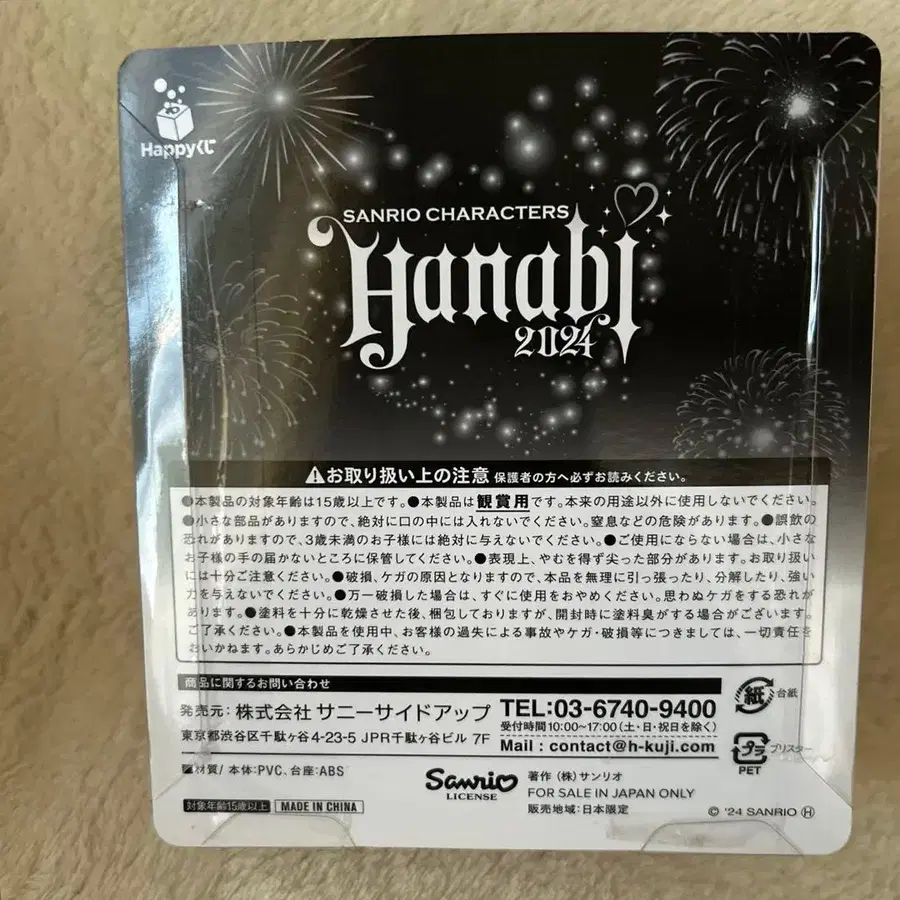 Happyくじ
SANRIO CHARACTERS
Hanabi
2024
お取り扱い上の注意 保護者の方へ必ずお読みください。
●本製品の対象年齢は15歳以上です。●本製品は観賞用です。本来の用途以外に使用しないでください。
●小さな部品がありますので、絶対に口の中には入れないでください。窒息などの危険があります。●誤飲の
恐れがありますので、3歳未満のお子様には絶対に与えないでください。●ご使用にならない場合は、小さな
お子様の手の届かないところに保管してください。●表現上、やむを得ず尖った部分があります。お取り扱い
には十分ご注意ください。●破損、ケガの原因となりますので、本品を無理に引っ張ったり、分解したり、強い
力を与えないでください。●万一破損した場合は、すぐに使用をおやめください。思わぬケガをする恐れが
あります。●塗料を十分に乾燥させた後、梱包しておりますが、開封時に塗料臭がする場合がございます。
ご了承ください。●本製品を使用中、お客様の過失による事故やケガ・破損等につきましては、一切責任を
おいかねます。あらかじめご了承ください。
商品に関するお問い合わせ
発売元：株式会社 サニーサイドアップ
東京都渋谷区千駄ヶ谷4-23-5 JPR千駄ヶ谷ビル 7F
TEL:03-6740-9400
受付時間10:00~17:00（土・日・祝日を除く）
Mail : contact@h-kuji.com
紙 台紙
プラ ブリスター
PET
材質/ 本体:PVC、台座:ABS
対象年齢15歳以上
MADE IN CHINA
Sanrio
LICENSE
著作（株）サンリオ
FOR SALE IN JAPAN ONLY
販売地域:日本限定
© '24 SANRIO Ⓗ